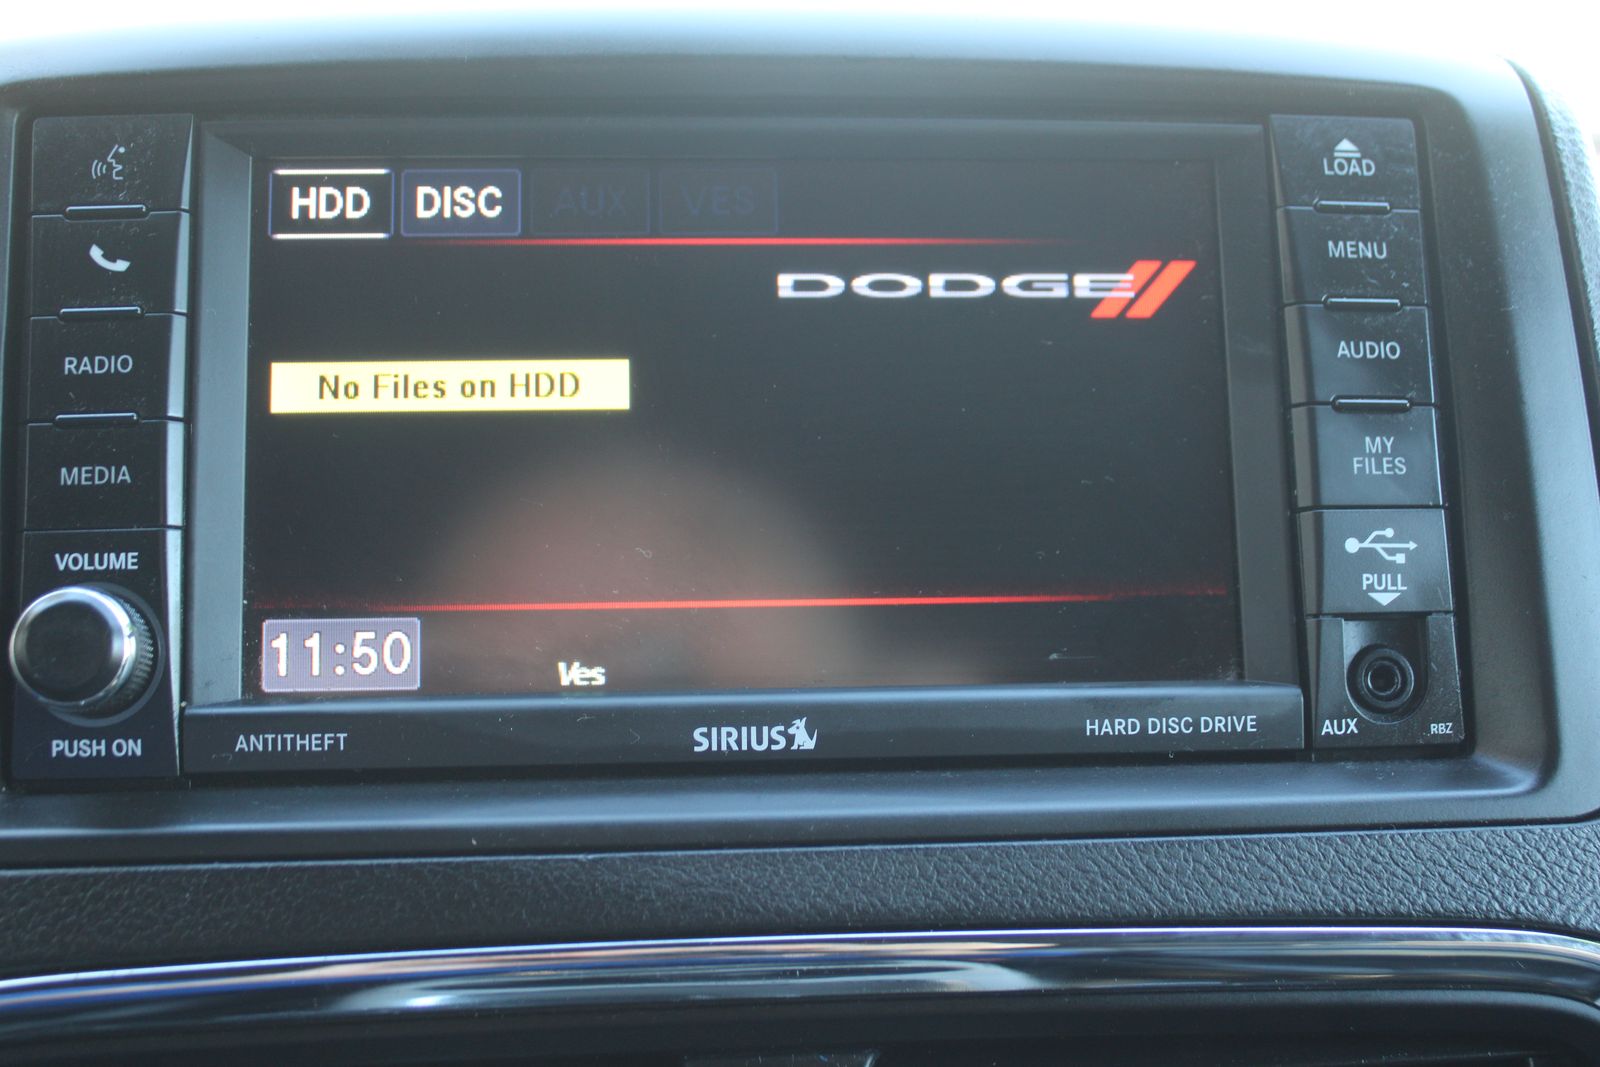 HDD DISC AUX VES
DODGE
No Files on HDD
11:50
Ves
RADIO
MEDIA
VOLUME
PUSH ON
LOAD
MENU
AUDIO
MY
FILES
PULL
AUX RBZ
ANTITHEFT
SIRIUS
HARD DISC DRIVE